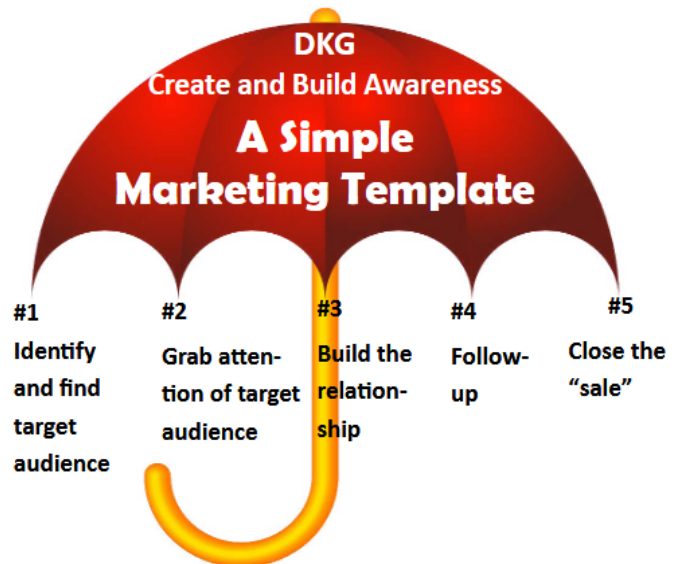 DKG
Create and Build Awareness
A Simple
Marketing Template
#1
Identify
and find
target
audience
#2
Grab atten-
tion of target
audience
#3
Build the
relation-
ship
#4
Follow-
up
#5
Close the
“sale”